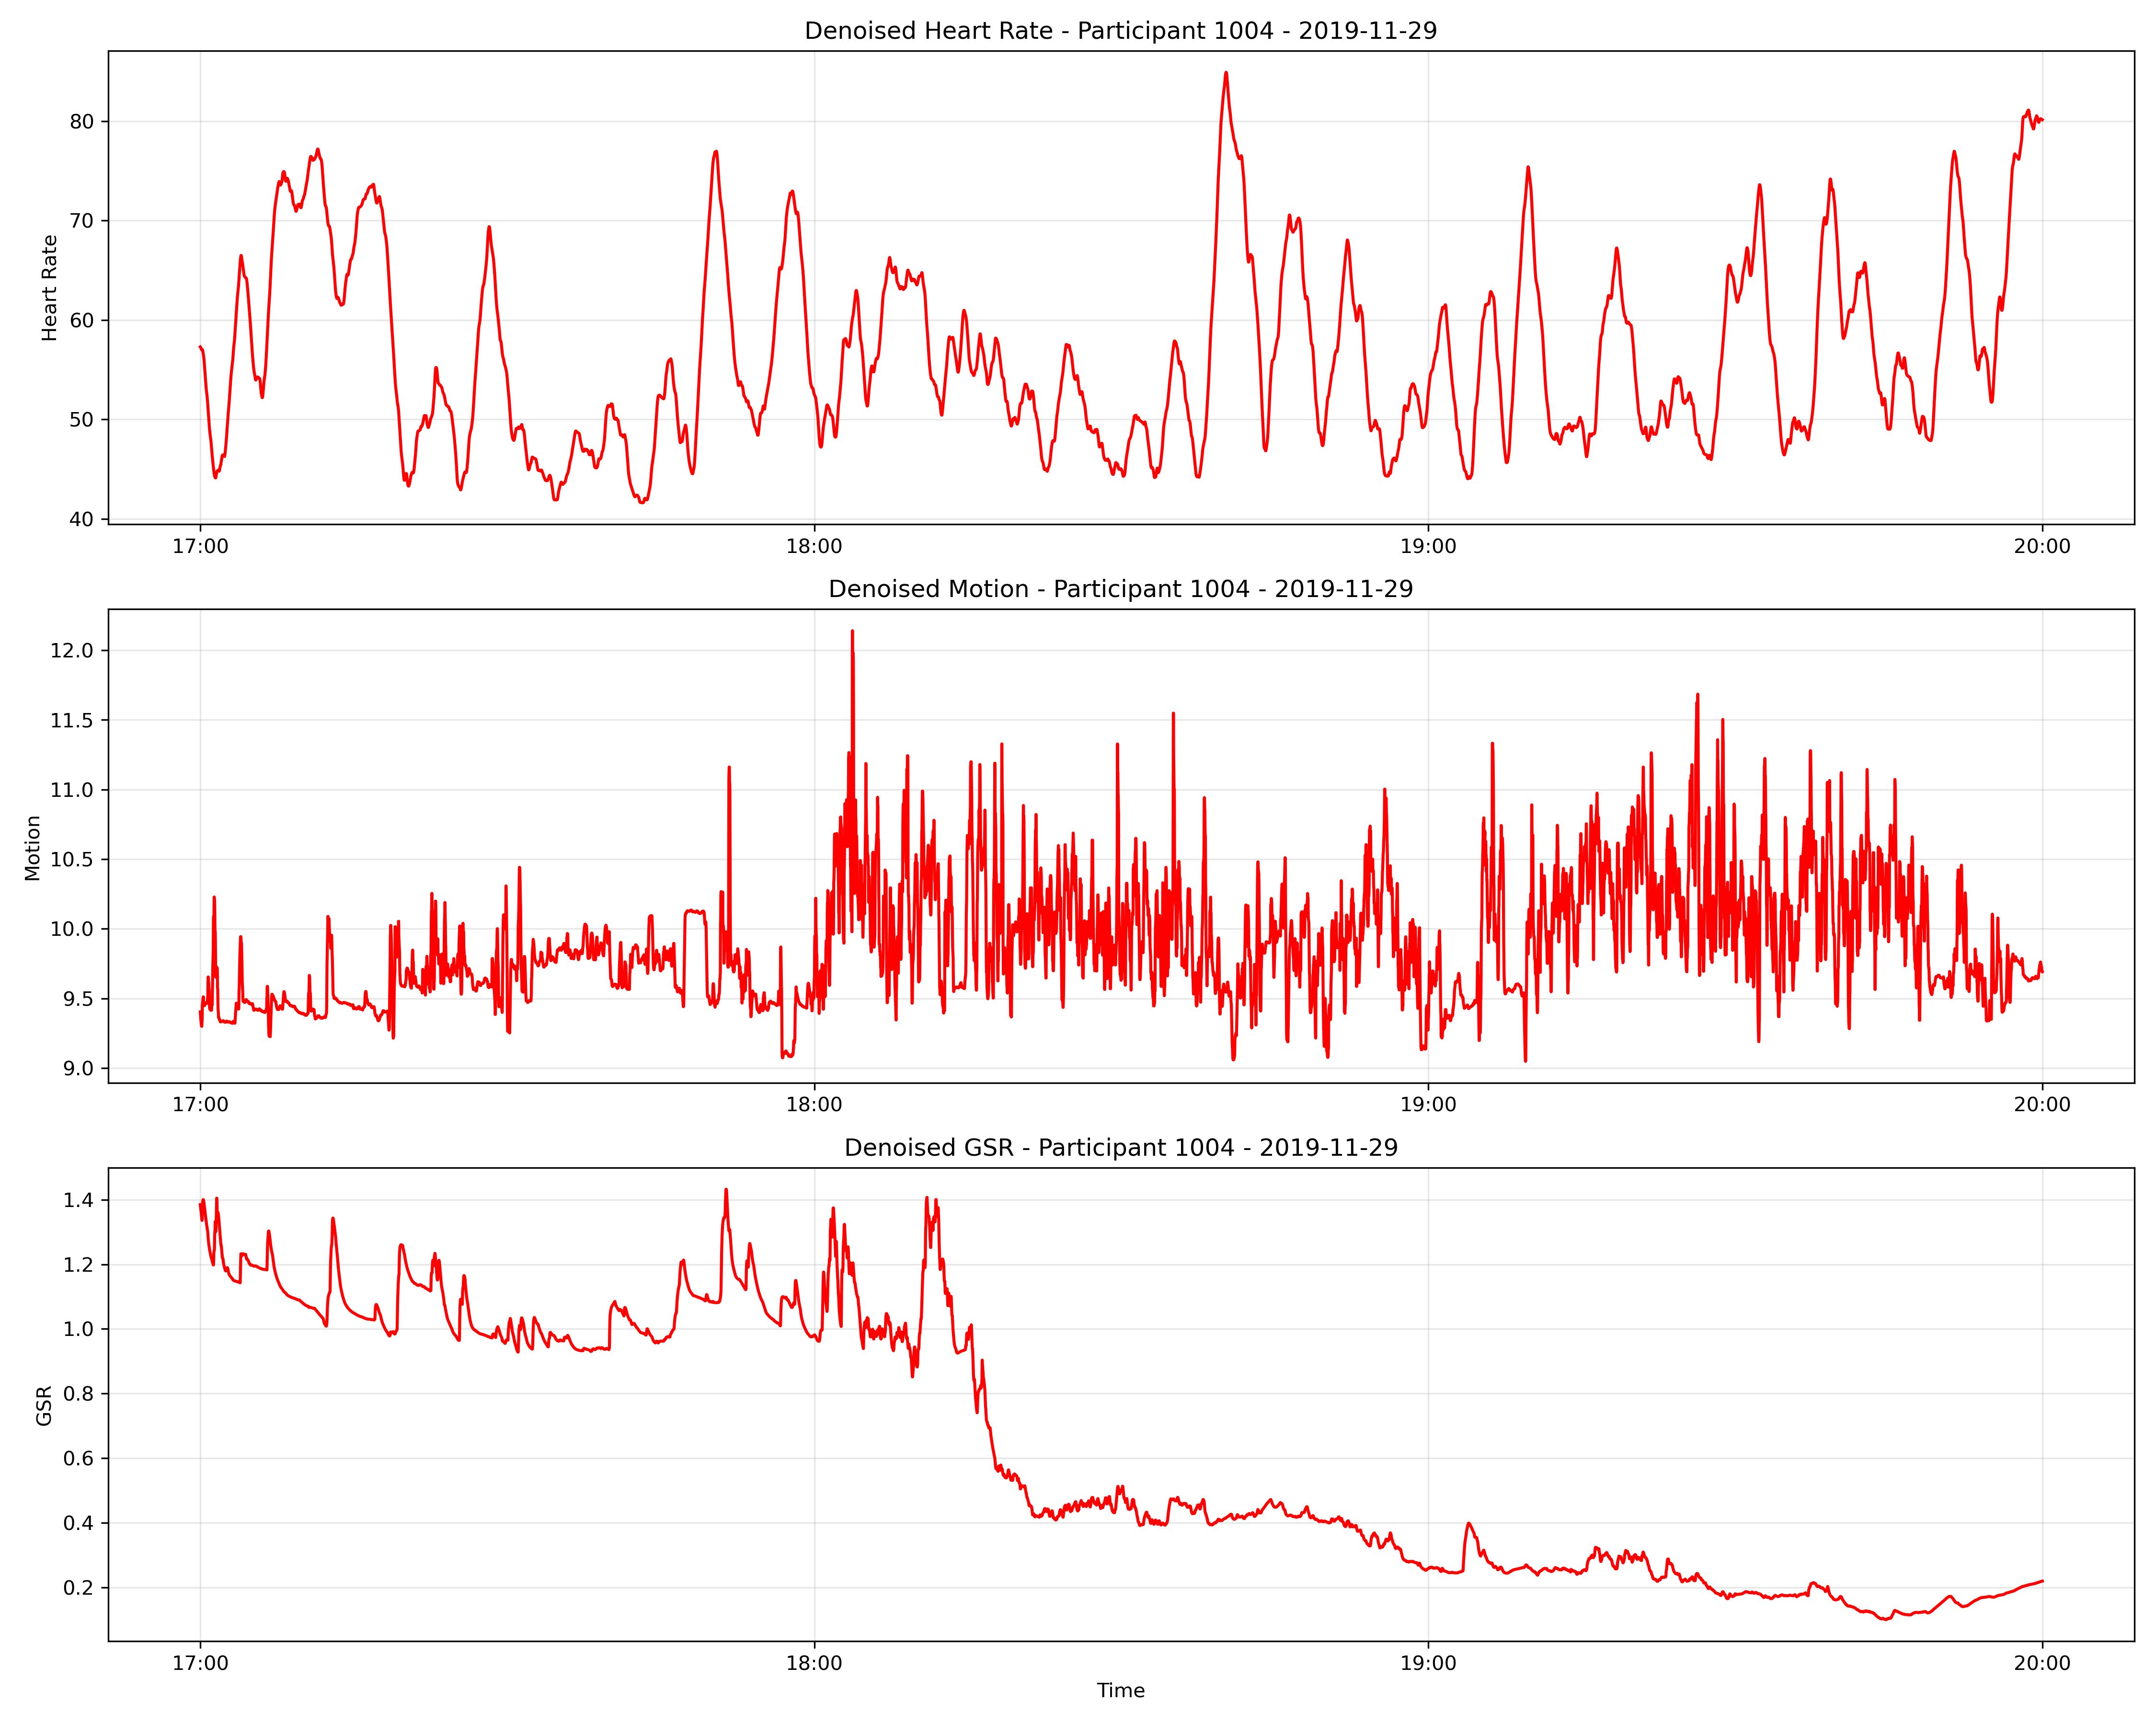 Denoised Heart Rate - Participant 1004 - 2019-11-29
Heart Rate
80
70
60
50
40
17:00 18:00 19:00 20:00
Denoised Motion - Participant 1004 - 2019-11-29
Motion
12.0
11.5
11.0
10.5
10.0
9.5
9.0
17:00 18:00 19:00 20:00
Denoised GSR - Participant 1004 - 2019-11-29
GSR
1.4
1.2
1.0
0.8
0.6
0.4
0.2
17:00 18:00 19:00 20:00
Time